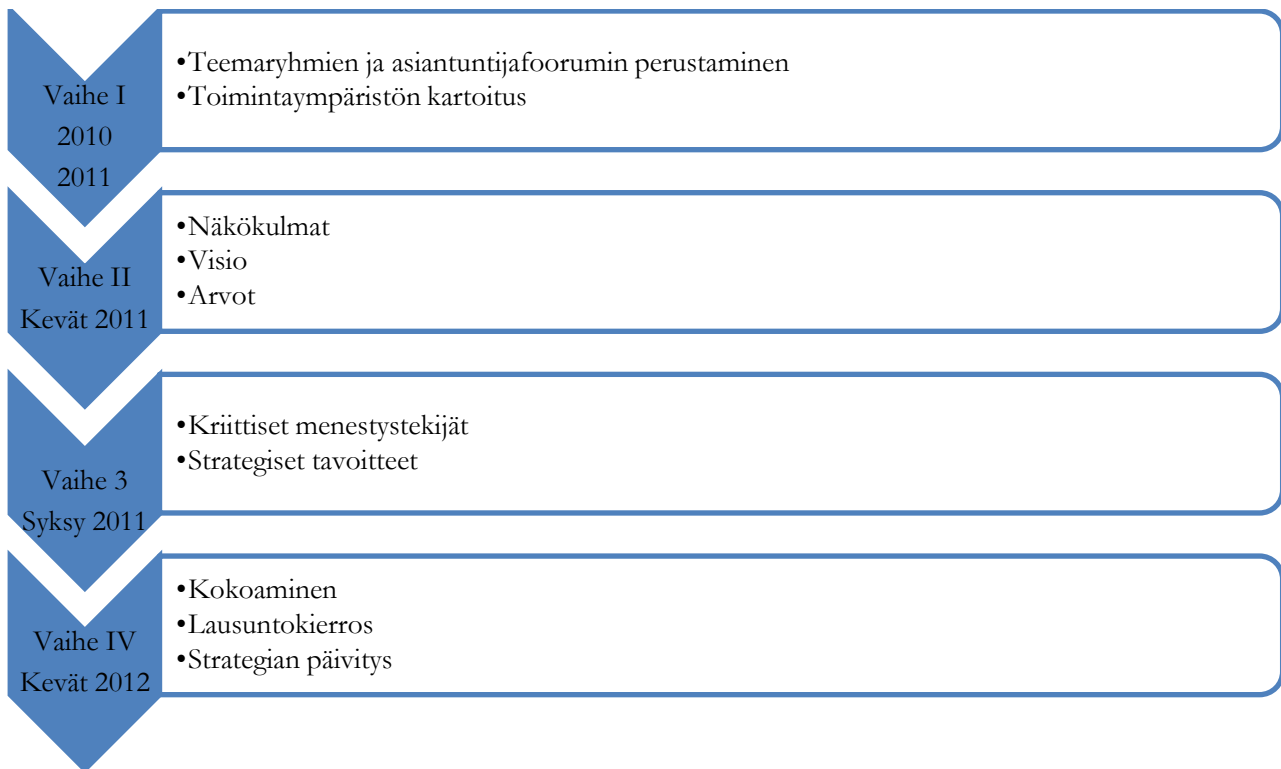 Vaihe I
2010
2011
•Teemaryhmien ja asiantuntijafoorumin perustaminen
•Toimintaympäristön kartoitus
Vaihe II
Kevät 2011
•Näkökulmat
•Visio
•Arvot
Vaihe 3
Syksy 2011
•Kriittiset menestystekijät
•Strategiset tavoitteet
Vaihe IV
Kevät 2012
•Kokoaminen
•Lausuntokierros
•Strategian päivitys